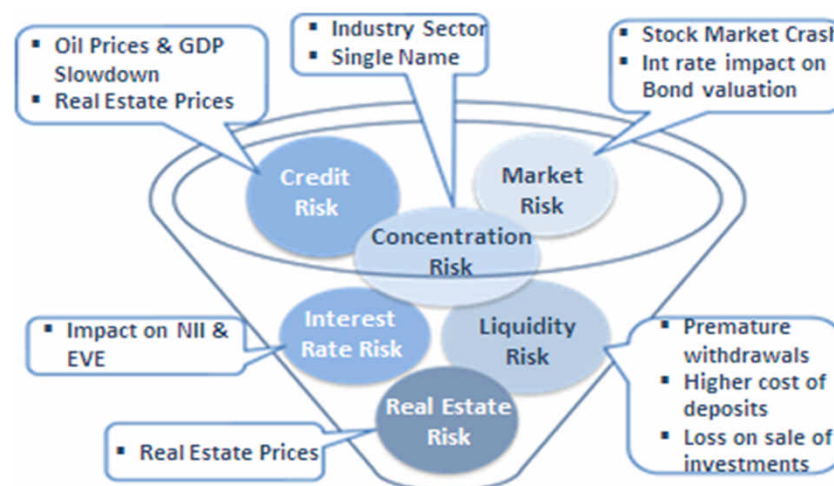 ▪ Oil Prices & GDP
Slowdown
▪ Real Estate Prices
▪ Industry Sector
▪ Single Name
▪ Stock Market Crash
▪ Int rate impact on
Bond valuation
Credit
Risk
Market
Risk
Concentration
Risk
▪ Impact on NII &
EVE
Interest
Rate Risk
Liquidity
Risk
▪ Premature
withdrawals
▪ Higher cost of
deposits
▪ Loss on sale of
investments
Real Estate
Risk
▪ Real Estate Prices